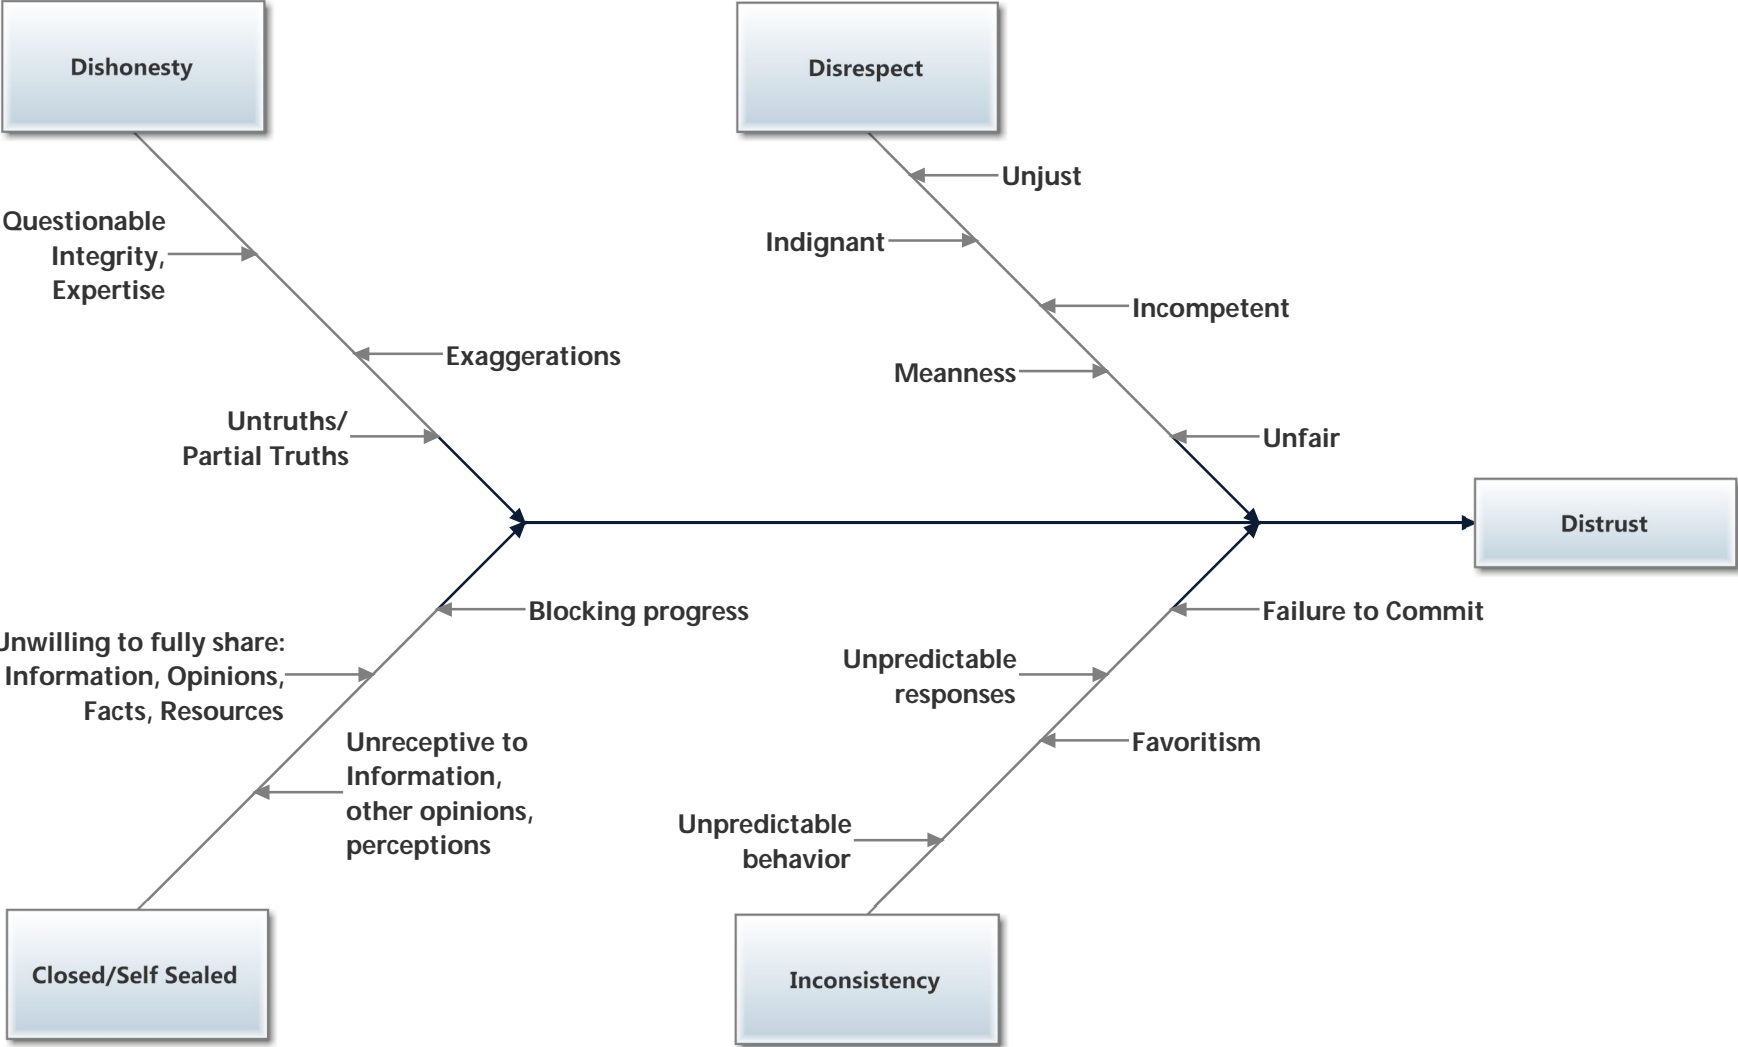 Dishonesty
Disrespect
Unjust
Questionable
Integrity,
Expertise
Indignant
Incompetent
Exaggerations
Meanness
Untruths/
Partial Truths
Unfair
Distrust
Blocking progress
Failure to Commit
Unwilling to fully share:
Information, Opinions,
Facts, Resources
Unpredictable
responses
Unreceptive to
Information,
other opinions,
perceptions
Favoritism
Unpredictable
behavior
Closed/Self Sealed
Inconsistency